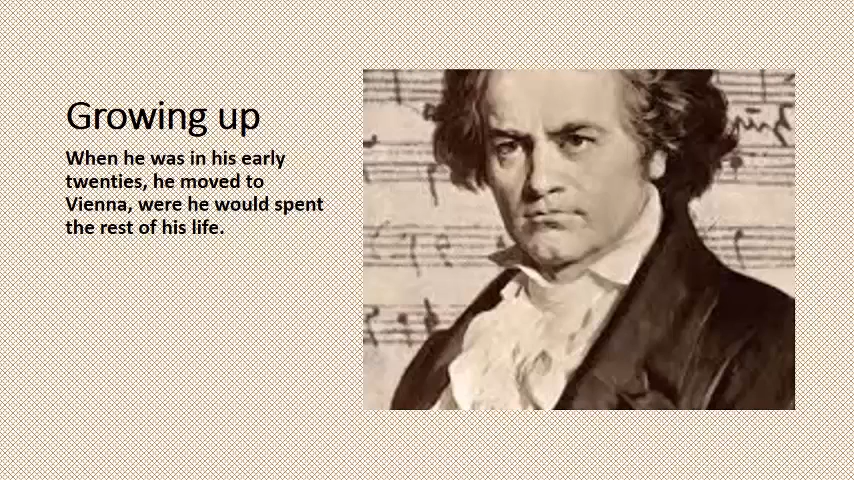 Growing up
When he was in his early
twenties, he moved to
Vienna, were he would spent
the rest of his life.